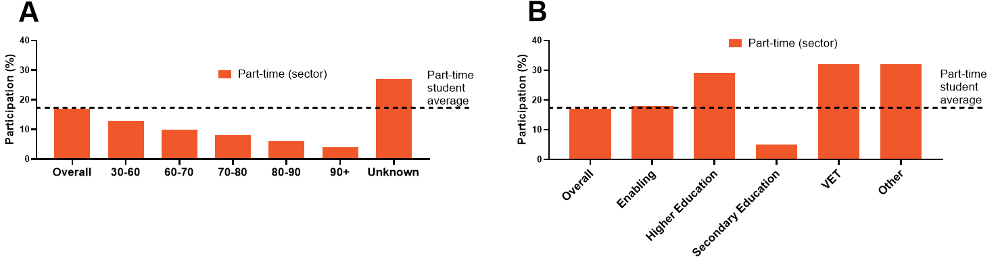 A
Participation (%)
40
30
20
10
0
Part-time (sector)
Part-time
student
average
Overall
30-60
60-70
70-80
80-90
90+
Unknown
B
Participation (%)
40
30
20
10
0
Part-time (sector)
Part-time
student
average
Overall
Enabling
Higher Education
Secondary Education
VET
Other